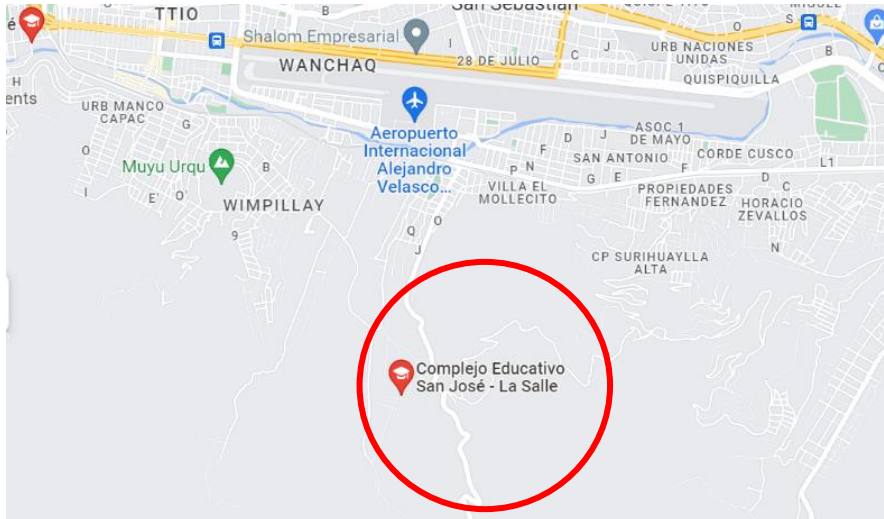 TTIO
B
San Sebastián
S
é
Shalom Empresarial
I
C
J
O
URB NACIONES
UNIDAS
B
WANCHAQ
28 DE JULIO
QUISPIQUILLA
H
ents
URB MANCO
CAPAC
G
Aeropuerto
Internacional
Alejandro
Velasco...
D
J
F
ASOC 1
DE MAYO
O
Muyu Urqu
B
P
N
SAN ANTONIO
CORDE CUSCO
L1
I
E'
O'
WIMPILLAY
VILLA EL
MOLLECITO
G
E
F
PROPIEDADES
FERNANDEZ
D
C
HORACIO
ZEVALLOS
9
Q
O
J
N
CP SURIHUAYLLA
ALTA
Complejo Educativo
San José - La Salle